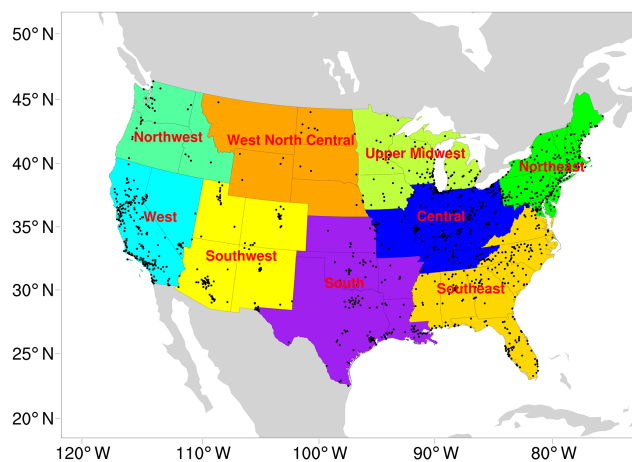 50° N
45° N
40° N
35° N
30° N
25° N
20° N
Northwest
West North Central
Upper Midwest
Northeast
West
Central
Southwest
South
Southeast
120° W
110° W
100° W
90° W
80° W